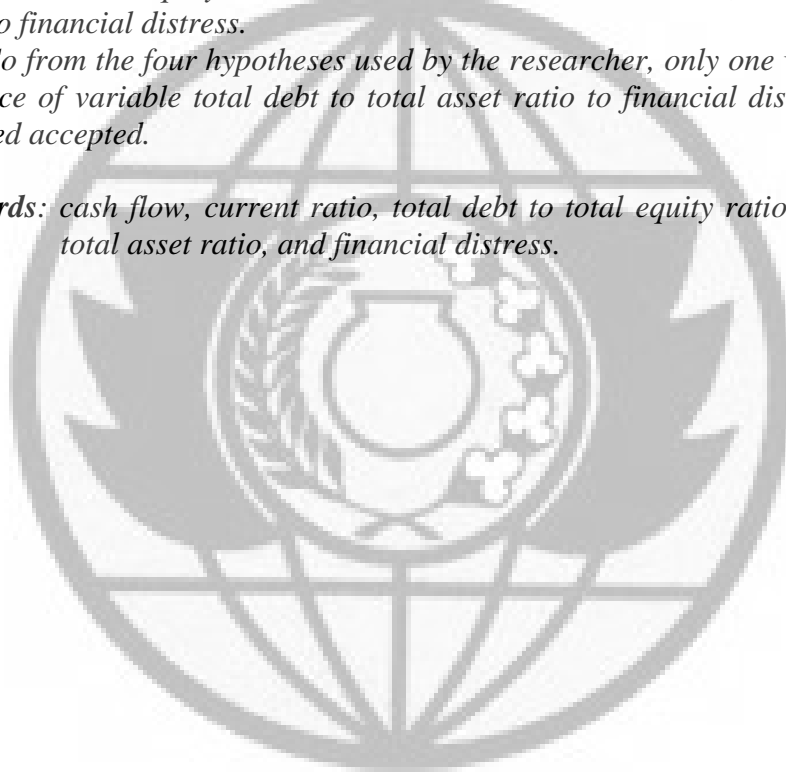 o financial distress.
lo from the four hypotheses used by the researcher, only one
ce of variable total debt to total asset ratio to financial dis
ed accepted.
rds: cash flow, current ratio, total debt to total equity ratio
total asset ratio, and financial distress.